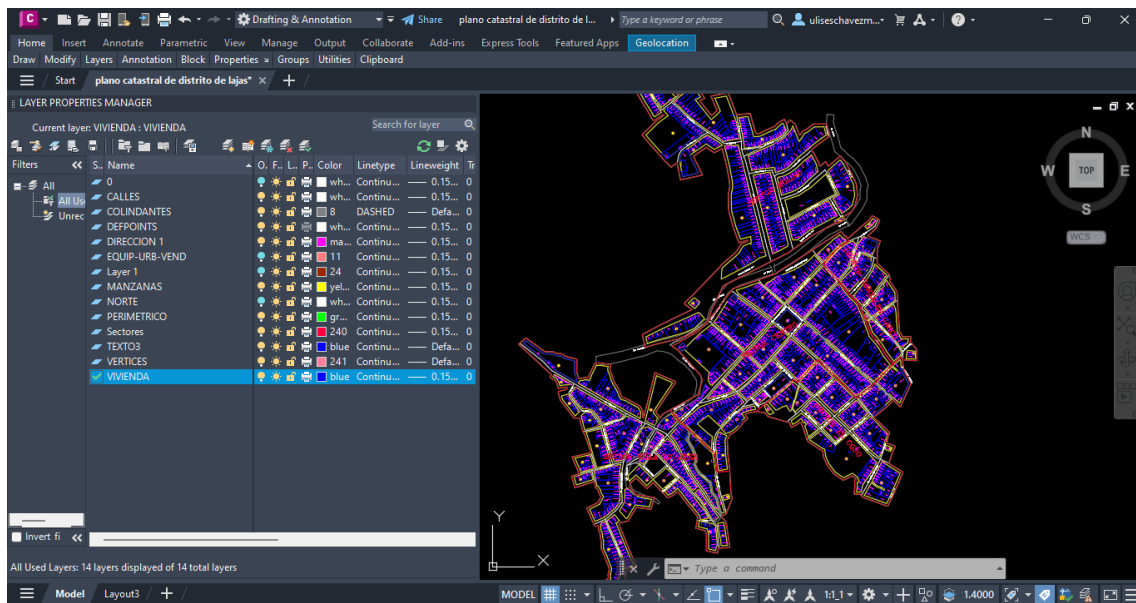 C Drafting & Annotation Share plano catastral de distrito de l... Type a keyword or phrase uliseschavezm...
Home Insert Annotate Parametric View Manage Output Collaborate Add-ins Express Tools Featured Apps Geolocation
Draw Modify Layers Annotation Block Properties Groups Utilities Clipboard
Start plano catastral de distrito de lajas*
LAYER PROPERTIES MANAGER
Current layer: VIVIENDA : VIVIENDA Search for layer
Filters S.. Name O. F.. L.. P.. Color Linetype Lineweight Tr
All 0 wh... Continu... 0.15... 0
All Us CALLES wh... Continu... 0.15... 0
Unrec COLINDANTES 8 DASHED Defa... 0
DEFPOINTS wh... Continu... 0.15... 0
DIRECCION 1 ma... Continu... 0.15... 0
EQUIP-URB-VEND 11 Continu... 0.15... 0
Layer 1 24 Continu... 0.15... 0
MANZANAS yel... Continu... 0.15... 0
NORTE wh... Continu... 0.15... 0
PERIMETRICO gr... Continu... 0.15... 0
Sectores 240 Continu... 0.15... 0
TEXTO3 blue Continu... Defa... 0
VERTICES 241 Continu... Defa... 0
VIVIENDA blue Continu... 0.15... 0
Invert fi
All Used Layers: 14 layers displayed of 14 total layers
N
W TOP E
S
WCS
Y
X
Type a command
Model Layout3 MODEL 1:1_1 1.4000